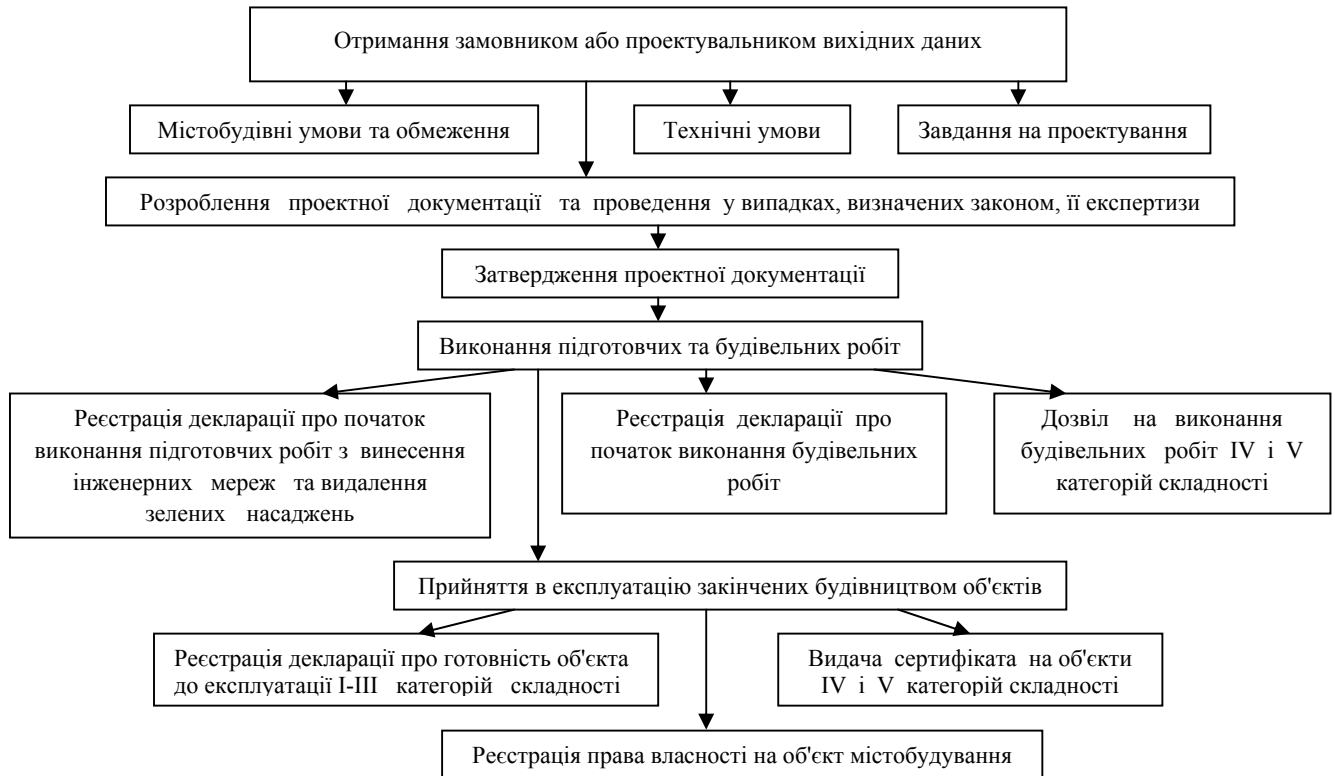 Отримання замовником або проектувальником вихідних даних
Містобудівні умови та обмеження
Технічні умови
Завдання на проектування
Розроблення проектної документації та проведення у випадках, визначених законом, її експертизи
Затвердження проектної документації
Виконання підготовчих та будівельних робіт
Реєстрація декларації про початок
виконання підготовчих робіт з винесення
інженерних мереж та видалення
зелених насаджень
Реєстрація декларації про
початок виконання будівельних
робіт
Дозвіл на виконання
будівельних робіт IV і V
категорій складності
Прийняття в експлуатацію закінчених будівництвом об'єктів
Реєстрація декларації про готовність об'єкта
до експлуатації I-III категорій складності
Видача сертифіката на об'єкти
IV і V категорій складності
Реєстрація права власності на об'єкт містобудування